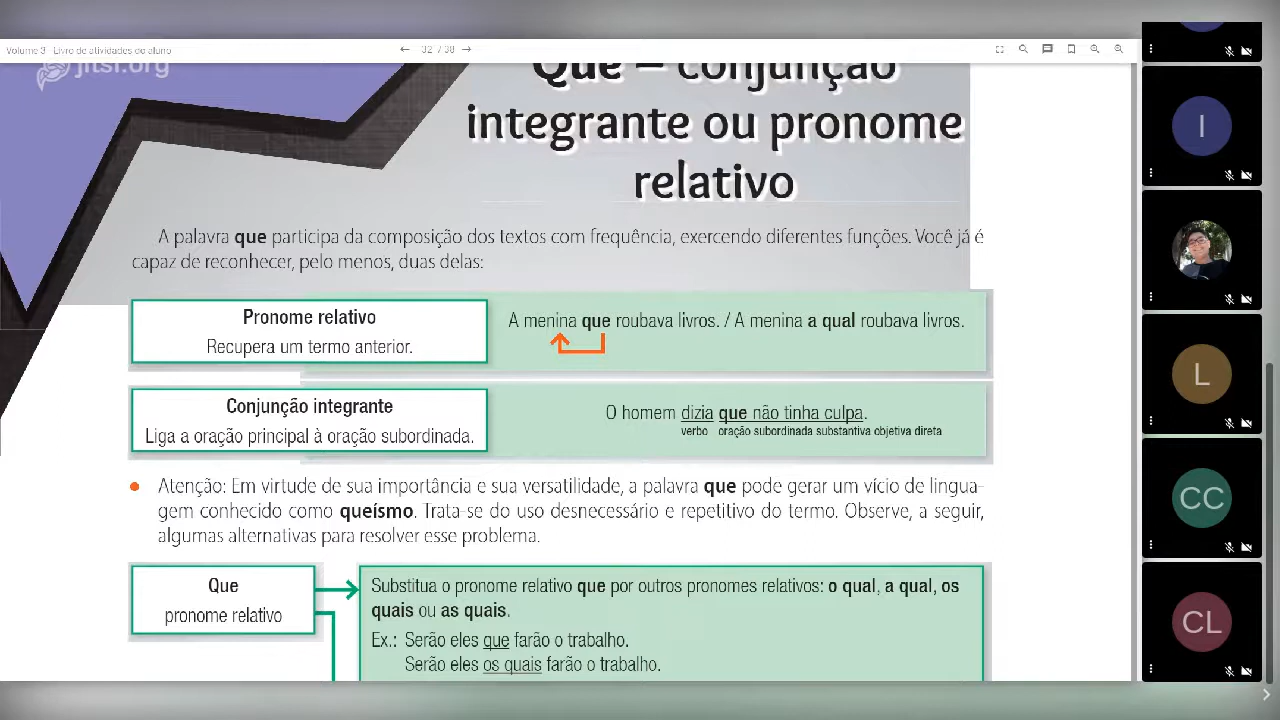 Volume 3 - Livro de atividades do aluno
32 / 38
jitsi.org
Que – conjunção
integrante ou pronome
relativo
A palavra que participa da composição dos textos com frequência, exercendo diferentes funções. Você já é
capaz de reconhecer, pelo menos, duas delas:
Pronome relativo
Recupera um termo anterior.
A menina que roubava livros. / A menina a qual roubava livros.
Conjunção integrante
Liga a oração principal à oração subordinada.
O homem dizia que não tinha culpa.
verbo oração subordinada substantiva objetiva direta
Atenção: Em virtude de sua importância e sua versatilidade, a palavra que pode gerar um vício de lingua-
gem conhecido como queísmo. Trata-se do uso desnecessário e repetitivo do termo. Observe, a seguir,
algumas alternativas para resolver esse problema.
Que
pronome relativo
Substitua o pronome relativo que por outros pronomes relativos: o qual, a qual, os
quais ou as quais.
Ex.: Serão eles que farão o trabalho.
Serão eles os quais farão o trabalho.
I
L
CC
CL